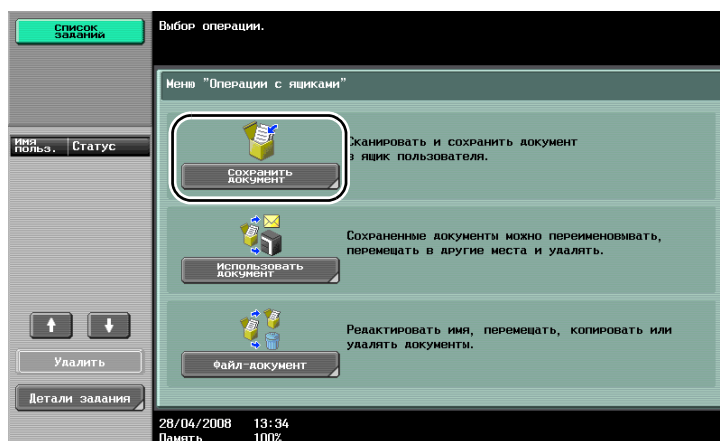 Список
заданий
Выбор операции.
Меню "Операции с ящиками"
Имя
польз.
Статус
Сканировать и сохранить документ
в ящик пользователя.
Сохранить
документ
Сохраненные документы можно переименовывать,
перемещать в другие места и удалять.
Использовать
документ
Редактировать имя, перемещать, копировать или
удалять документы.
Файл-документ
Удалить
Детали задания
28/04/2008 13:34
Память 100%